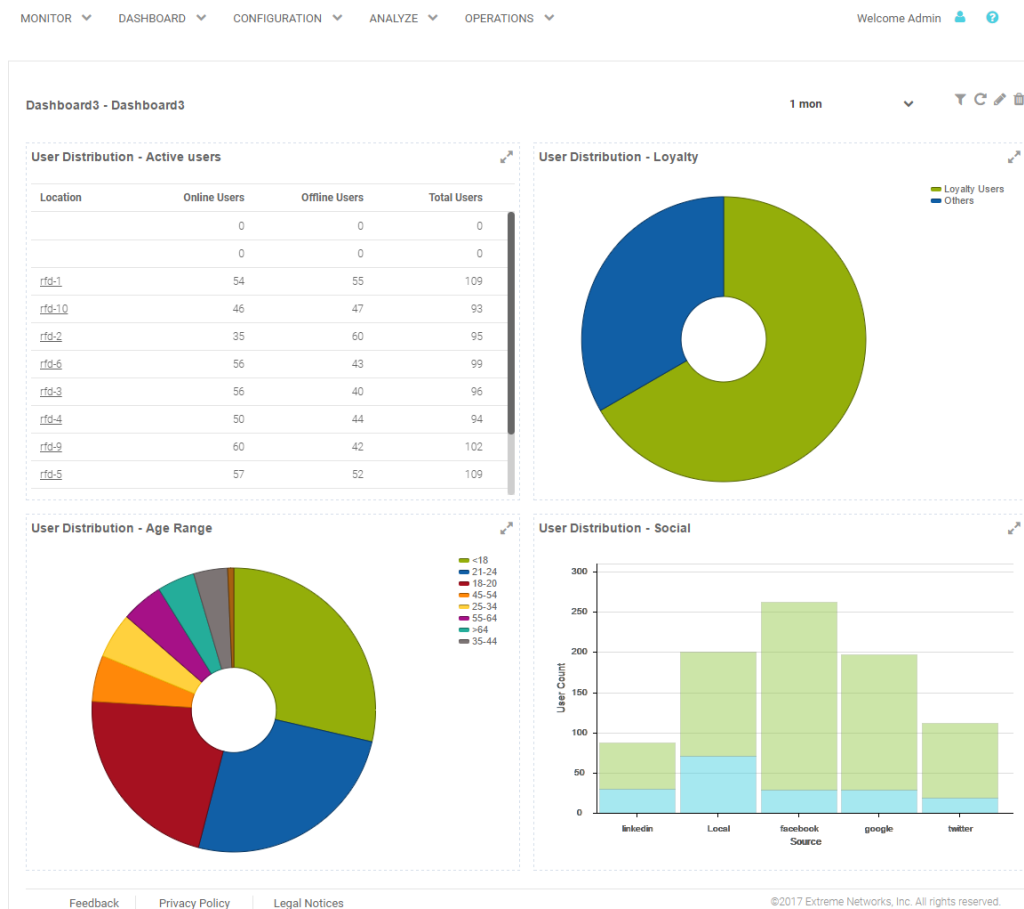 MONITOR DASHBOARD CONFIGURATION ANALYZE OPERATIONS Welcome Admin ?
Dashboard3 - Dashboard3 1 mon
User Distribution - Active users
Location Online Users Offline Users Total Users
0 0 0
0 0 0
rfd-1 54 55 109
rfd-10 46 47 93
rfd-2 35 60 95
rfd-6 56 43 99
rfd-3 56 40 96
rfd-4 50 44 94
rfd-9 60 42 102
rfd-5 57 52 109
User Distribution - Loyalty
Loyalty Users
Others
User Distribution - Age Range
<18
21-24
18-20
45-54
25-34
55-64
>64
35-44
User Distribution - Social
User Count
300
250
200
150
100
50
0
linkedin Local facebook google twitter
Source
Feedback Privacy Policy Legal Notices ©2017 Extreme Networks, Inc. All rights reserved.